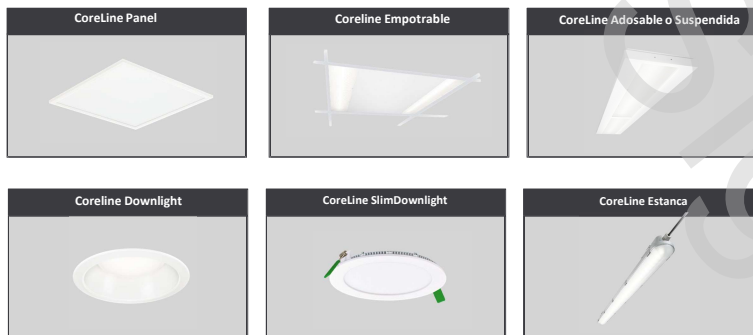 CoreLine Panel
Coreline Empotrable
CoreLine Adosable o Suspendida
Coreline Downlight
CoreLine SlimDownlight
CoreLine Estanca